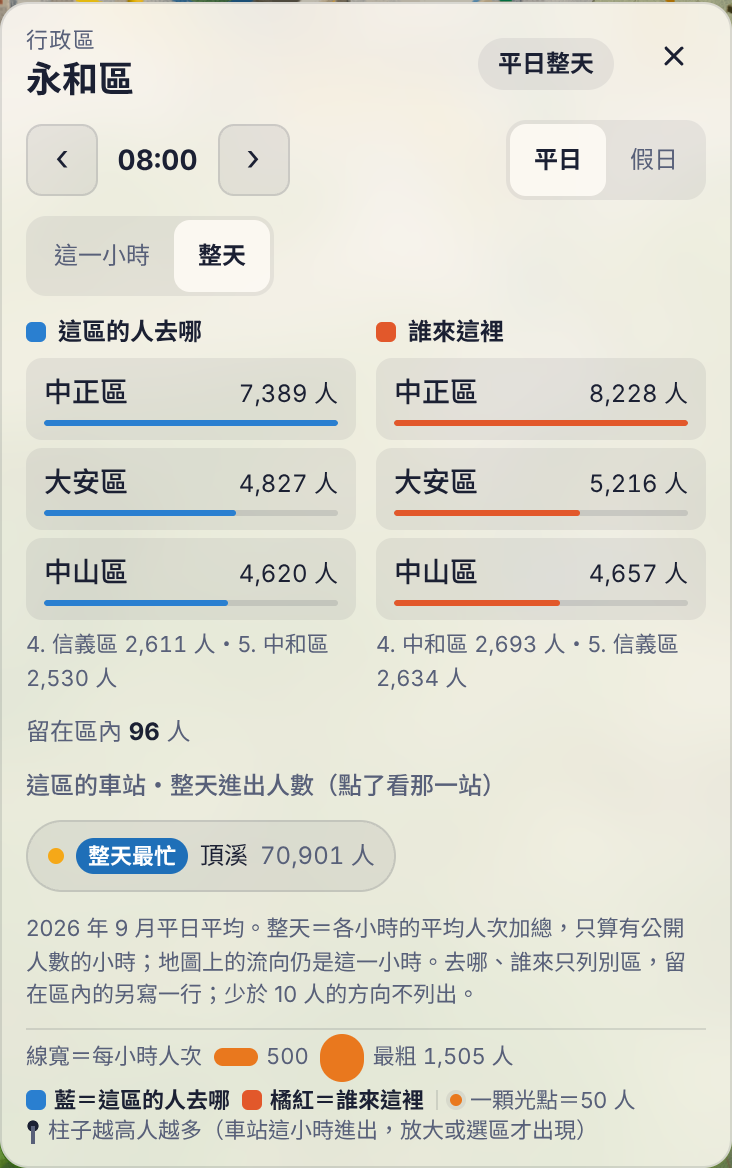 行政區
永和區
平日整天
08:00
平日 假日
這一小時 整天
這區的人去哪
中正區 7,389 人
大安區 4,827 人
中山區 4,620 人
4. 信義區 2,611 人・5. 中和區
2,530 人
誰來這裡
中正區 8,228 人
大安區 5,216 人
中山區 4,657 人
4. 中和區 2,693 人・5. 信義區
2,634 人
留在區內 96 人
這區的車站・整天進出人數（點了看那一站）
整天最忙 頂溪 70,901 人
2026 年 9 月平日平均。整天＝各小時的平均人次加總，只算有公開
人數的小時；地圖上的流向仍是這一小時。去哪、誰來只列別區，留
在區內的另寫一行；少於 10 人的方向不列出。
線寬＝每小時人次 500 最粗 1,505 人
藍＝這區的人去哪 橘紅＝誰來這裡 一顆光點＝50 人
柱子越高人越多（車站這小時進出，放大或選區才出現）